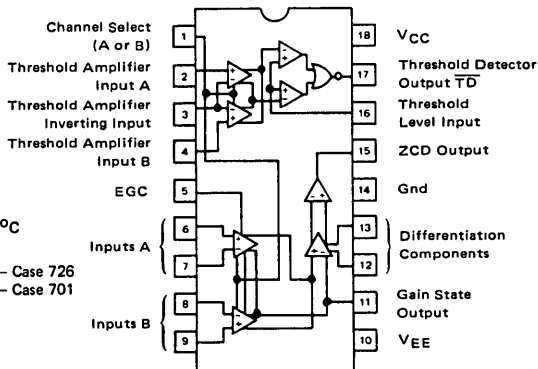 Channel Select
(A or B)
1
Threshold Amplifier
Input A
2
Threshold Amplifier
Inverting Input
3
Threshold Amplifier
Input B
4
EGC
5
Inputs A
6
7
Inputs B
8
9
18
VCC
17
Threshold Detector
Output TD
16
Threshold
Level Input
15
ZCD Output
14
Gnd
13
12
Differentiation
Components
11
Gain State
Output
10
VEE
°C
– Case 726
– Case 701